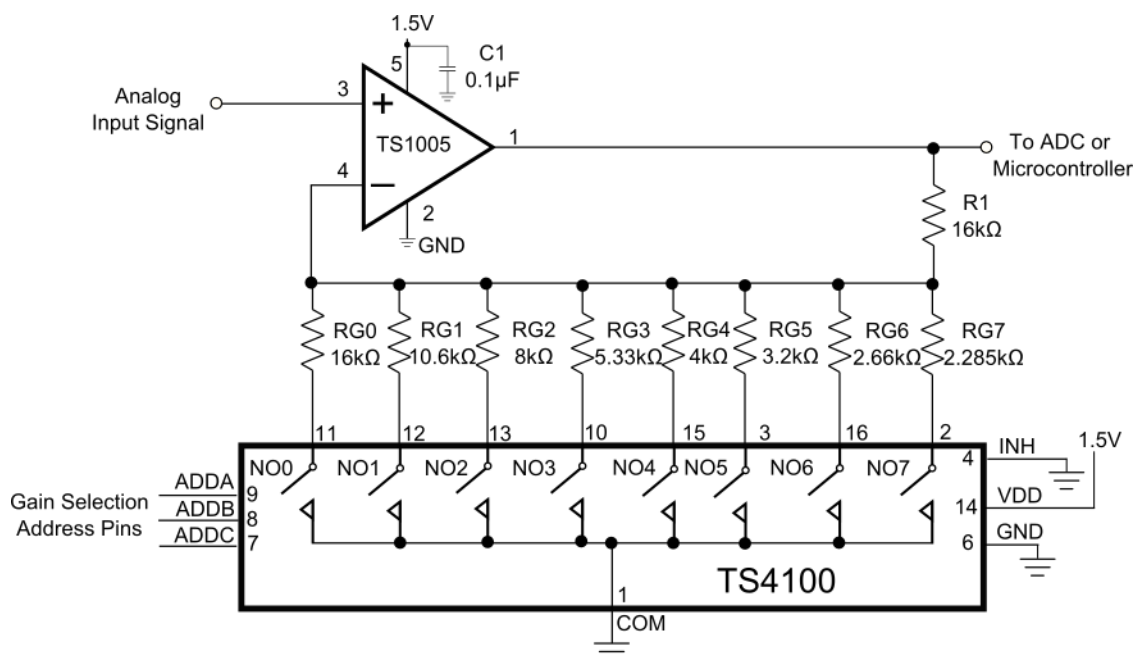 1.5V
C1
0.1µF
5
3
+
Analog
Input Signal
TS1005
1
To ADC or
Microcontroller
4
−
2
GND
R1
16kΩ
RG0
16kΩ
RG1
10.6kΩ
RG2
8kΩ
RG3
5.33kΩ
RG4
4kΩ
RG5
3.2kΩ
RG6
2.66kΩ
RG7
2.285kΩ
11 12 13 10 15 3 16 2
NO0 NO1 NO2 NO3 NO4 NO5 NO6 NO7
4 INH
1.5V
14 VDD
6 GND
Gain Selection
Address Pins
ADDA 9
ADDB 8
ADDC 7
TS4100
1
COM